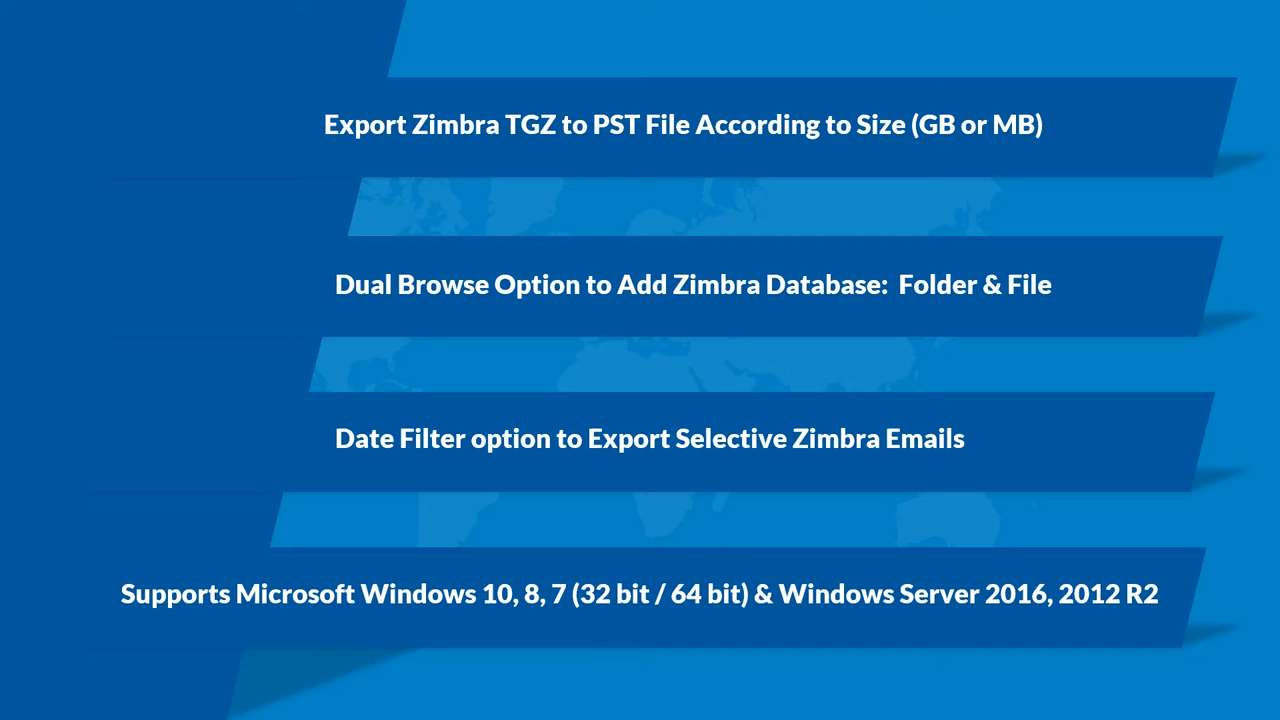 Export Zimbra TGZ to PST File According to Size (GB or MB)
Dual Browse Option to Add Zimbra Database:  Folder & File
Date Filter option to Export Selective Zimbra Emails
Supports Microsoft Windows 10, 8, 7 (32 bit / 64 bit) & Windows Server 2016, 2012 R2